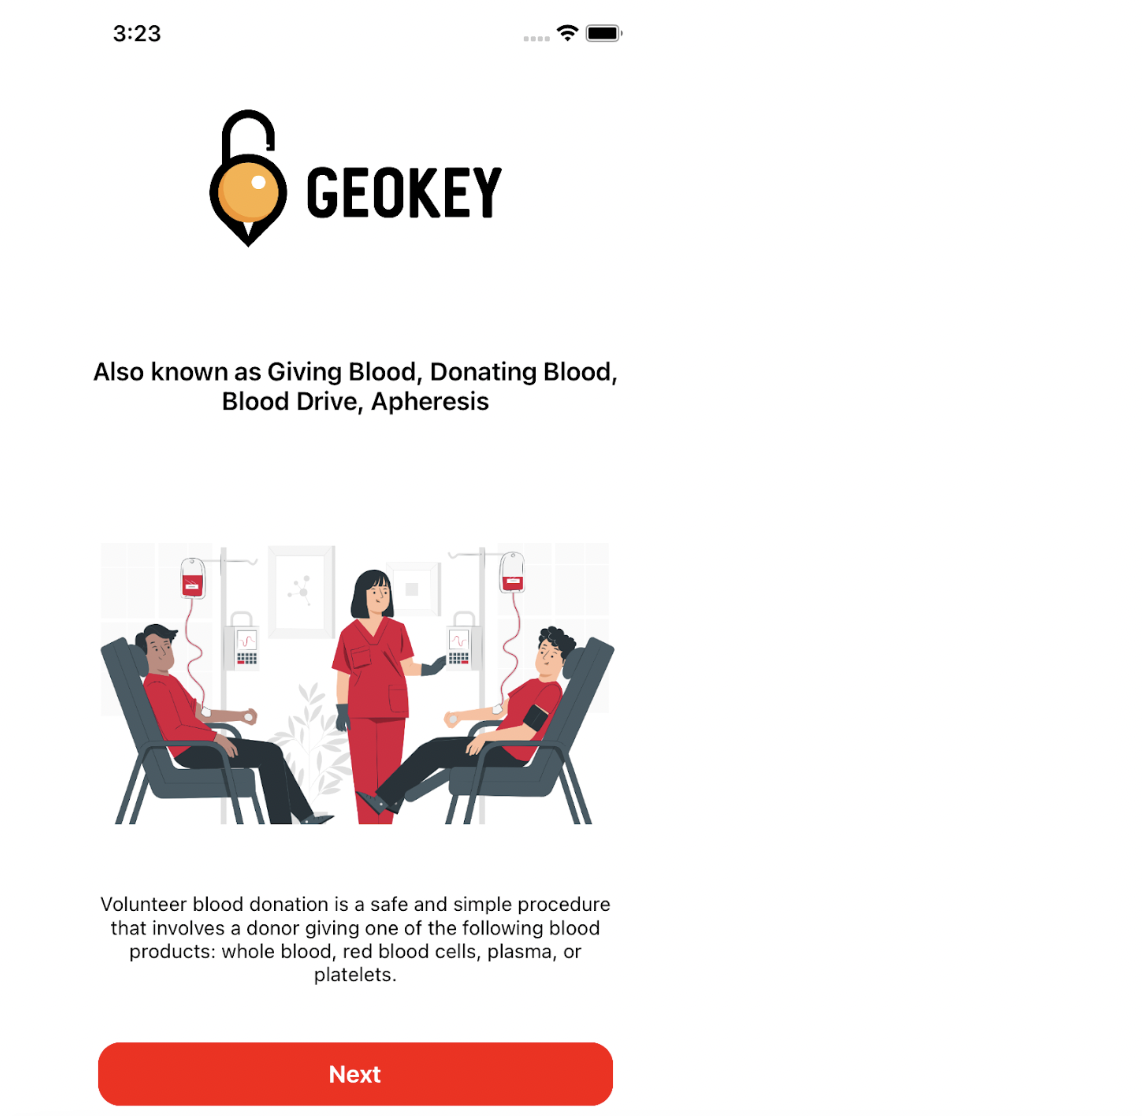 3:23
GEOKEY
Also known as Giving Blood, Donating Blood,
Blood Drive, Apheresis
Volunteer blood donation is a safe and simple procedure
that involves a donor giving one of the following blood
products: whole blood, red blood cells, plasma, or
platelets.
Next